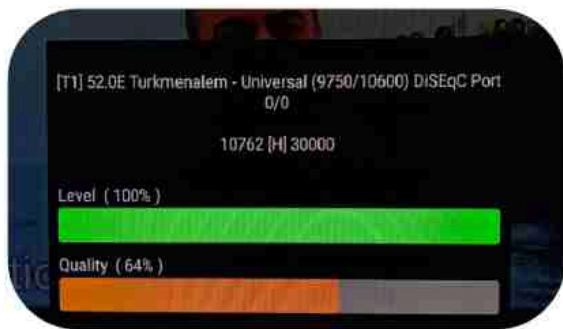 [T1] 52.0E Turkmenalem - Universal (9750/10600) DiSEqC Port
0/0
10762 [H] 30000
Level ( 100% )
Quality ( 64% )